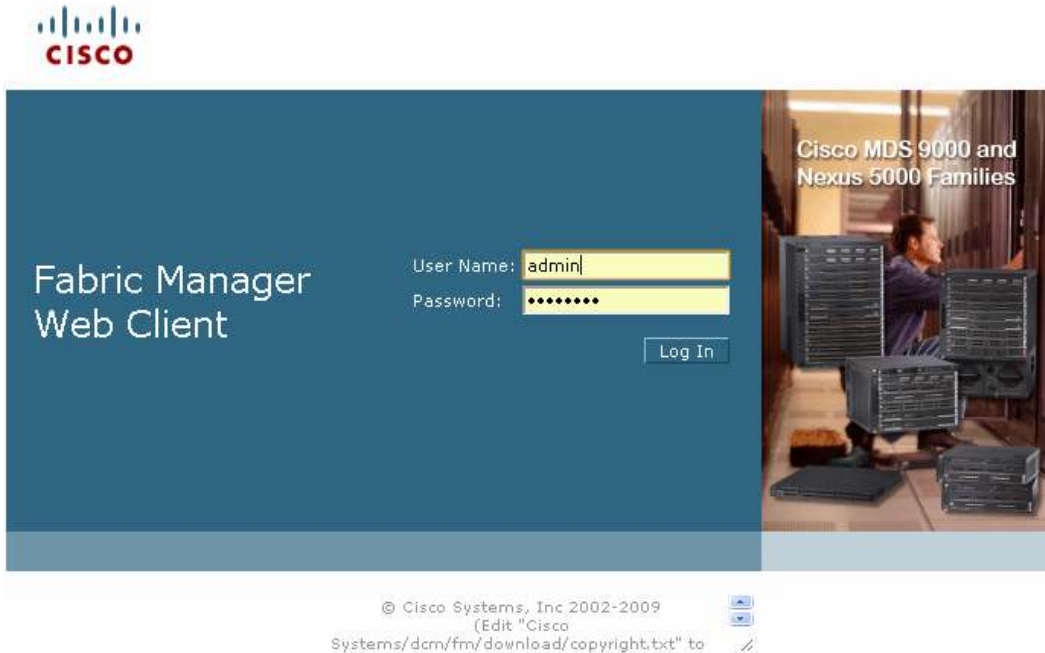 CISCO
Cisco MDS 9000 and
Nexus 5000 Families
Fabric Manager
Web Client
User Name: admin
Password: ••••••••
Log In
© Cisco Systems, Inc 2002-2009
(Edit "Cisco
Systems/dcm/fm/download/copyright.txt" to